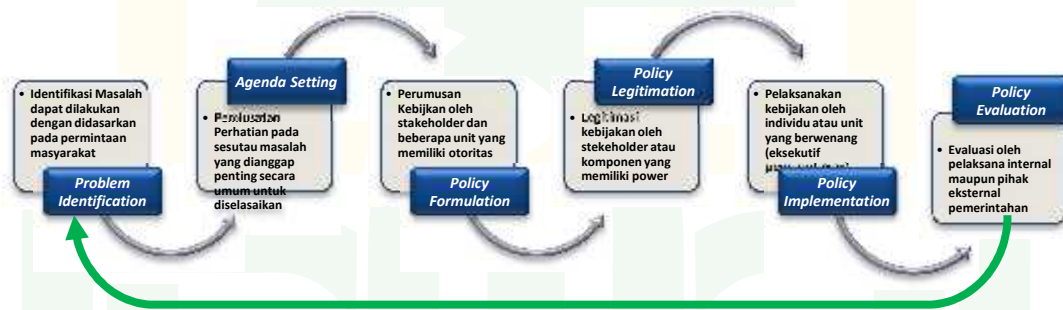 • Identifikasi Masalah
dapat dilakukan
dengan didasarkan
pada permintaan
masyarakat
Problem
Identification
Agenda Setting
• Pemusatan
Perhatian pada
sesutau masalah
yang dianggap
penting secara
umum untuk
diselasaikan
• Perumusan
Kebijkan oleh
stakeholder dan
beberapa unit yang
memiliki otoritas
Policy
Formulation
Policy
Legitimation
• Legitimasi
kebijakan oleh
stekeholder atau
komponen yang
memiliki power
• Pelaksanakan
kebijakan oleh
individu atau unit
yang berwenang
(eksekutif
Policy
Implementation
Policy
Evaluation
• Evaluasi oleh
pelaksana internal
maupun pihak
eksternal
pemerintahan